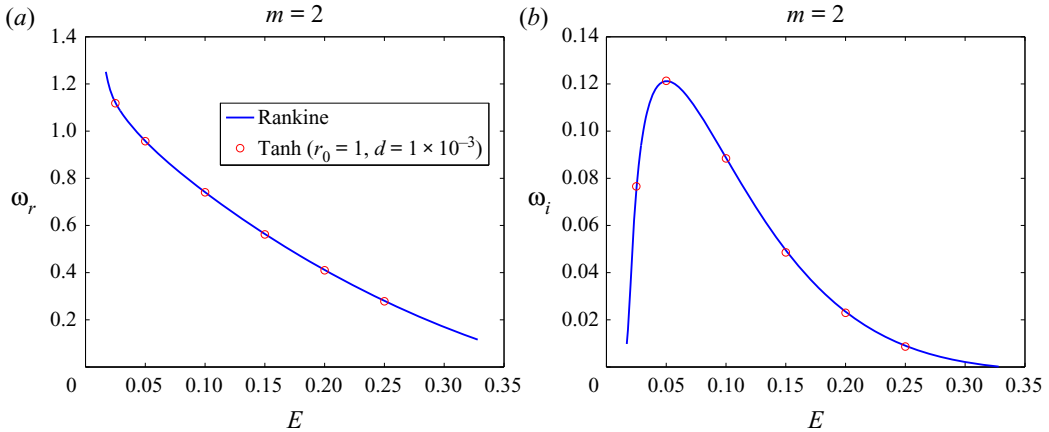 (a)
m = 2
1.4
1.2
1.0
0.8
0.6
0.4
0.2
ωr
Rankine
Tanh (r0 = 1, d = 1 × 10–3)
0 0.05 0.10 0.15 0.20 0.25 0.30 0.35
E
(b)
m = 2
0.14
0.12
0.10
0.08
0.06
0.04
0.02
ωi
0 0.05 0.10 0.15 0.20 0.25 0.30 0.35
E